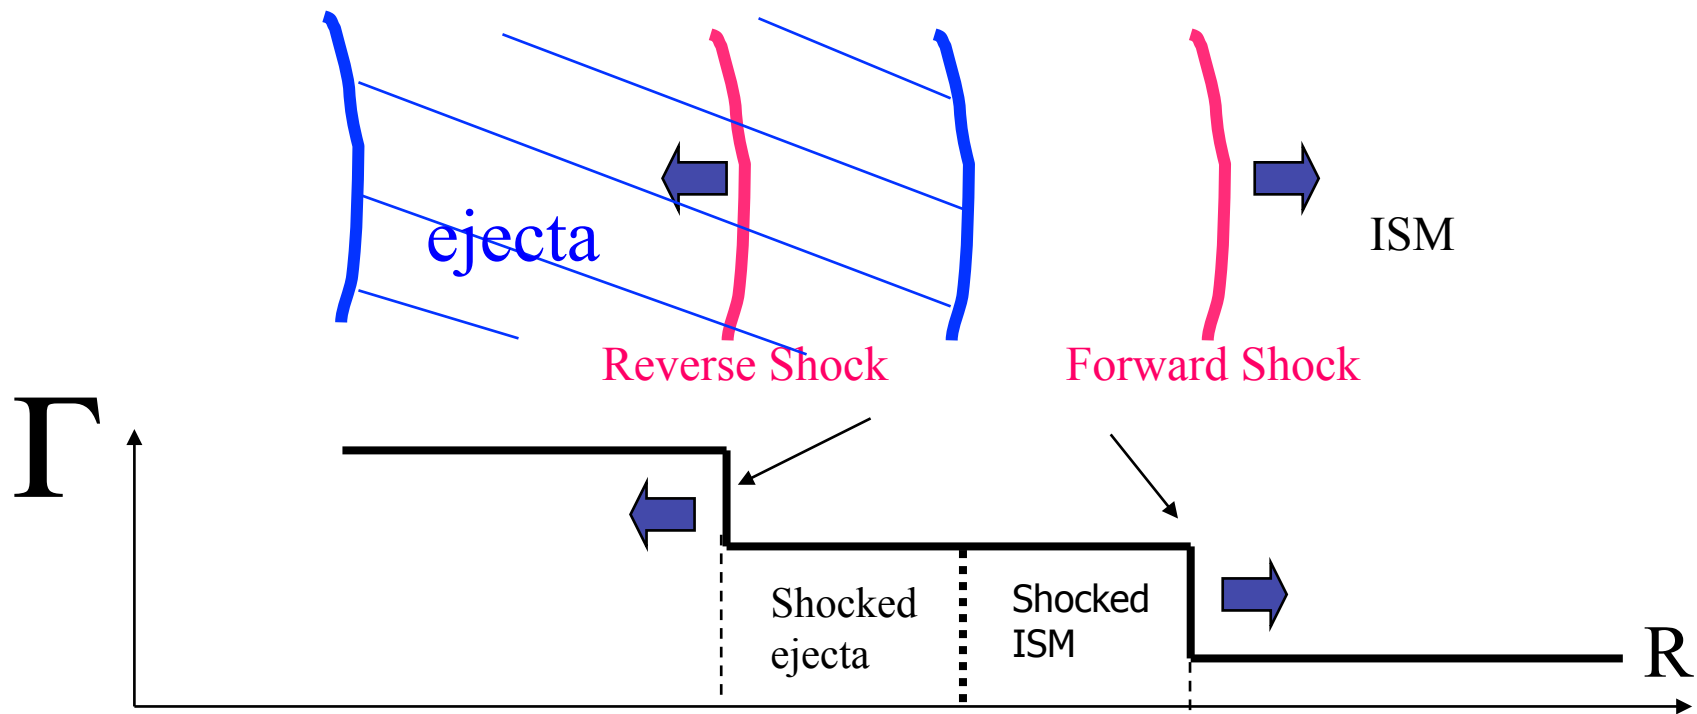 ejecta
ISM
Reverse Shock
Forward Shock
Γ
Shocked
ejecta
Shocked
ISM
R